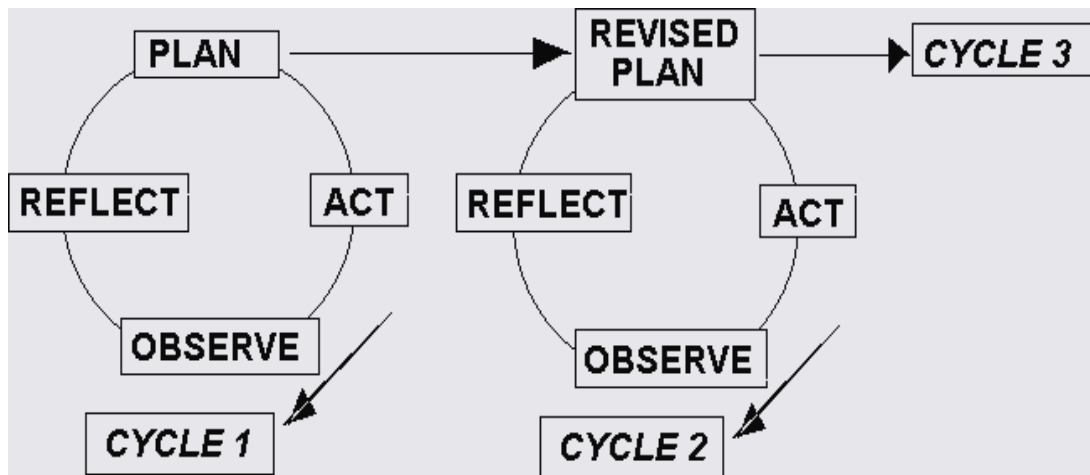 PLAN
REVISED
PLAN
CYCLE 3
REFLECT
ACT
REFLECT
ACT
OBSERVE
OBSERVE
CYCLE 1
CYCLE 2